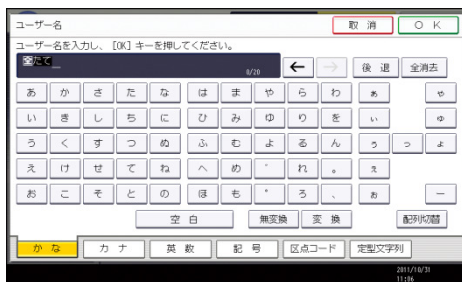 ユーザー名 取 消 O K
ユーザー名を入力し、[OK] キーを押してください。
たて_ ← → 後 退 全消去
あ か さ た な は ま や ら わ ぁ ゃ
い き し ち に ひ み ゆ り を ぃ ゅ
う く す つ ぬ ふ む よ る ん ぅ っ ょ
え け せ て ね へ め ゛ れ 。 ぇ
お こ そ と の ほ も ゜ ろ 、 ぉ ー
空 白 無変換 変 換 配列切替
か な カ ナ 英 数 記 号 区点コード 定型文字列
2011/10/31
11:06